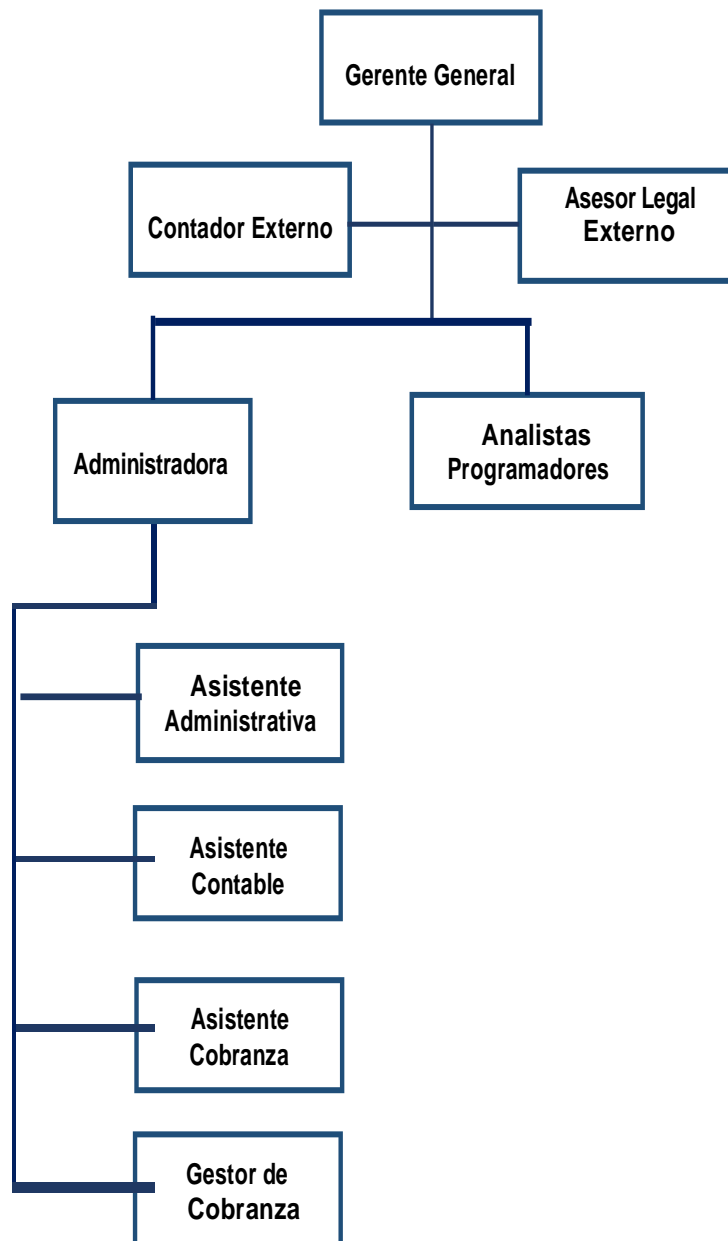 Gerente General
Contador Externo
Asesor Legal
Externo
Administradora
Analistas
Programadores
Asistente
Administrativa
Asistente
Contable
Asistente
Cobranza
Gestor de
Cobranza